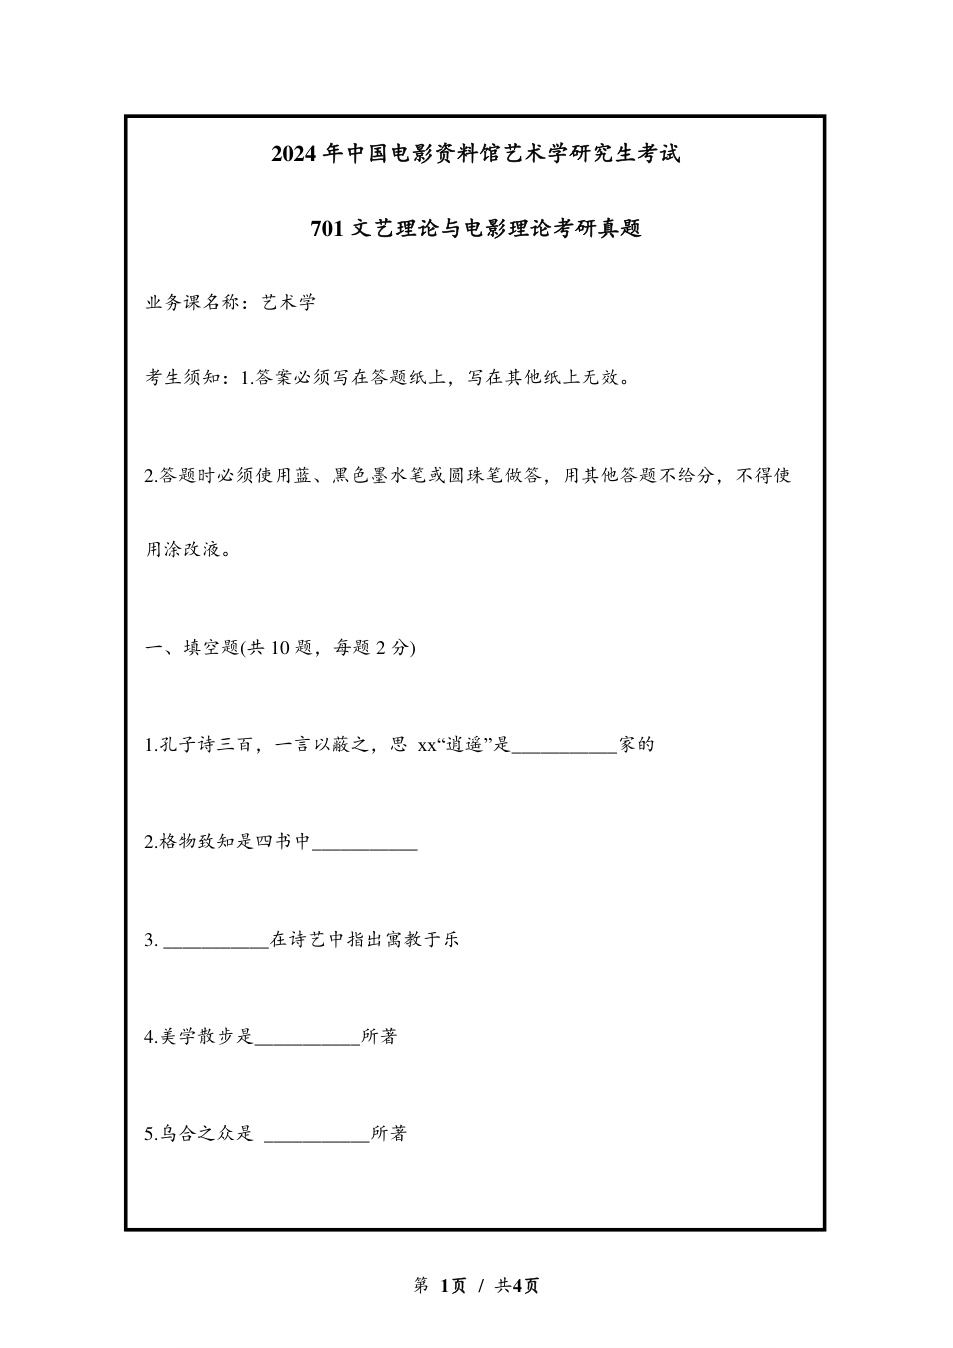 2024 年中国电影资料馆艺术学研究生考试
701 文艺理论与电影理论考研真题
业务课名称：艺术学
考生须知：1.答案必须写在答题纸上，写在其他纸上无效。
2.答题时必须使用蓝、黑色墨水笔或圆珠笔做答，用其他答题不给分，不得使
用涂改液。
一、填空题(共 10 题，每题 2 分)
1.孔子诗三百，一言以蔽之，思 xx“逍遥”是___________家的
2.格物致知是四书中___________
3. ___________在诗艺中指出寓教于乐
4.美学散步是___________所著
5.乌合之众是 ___________所著
第 1页 / 共4页